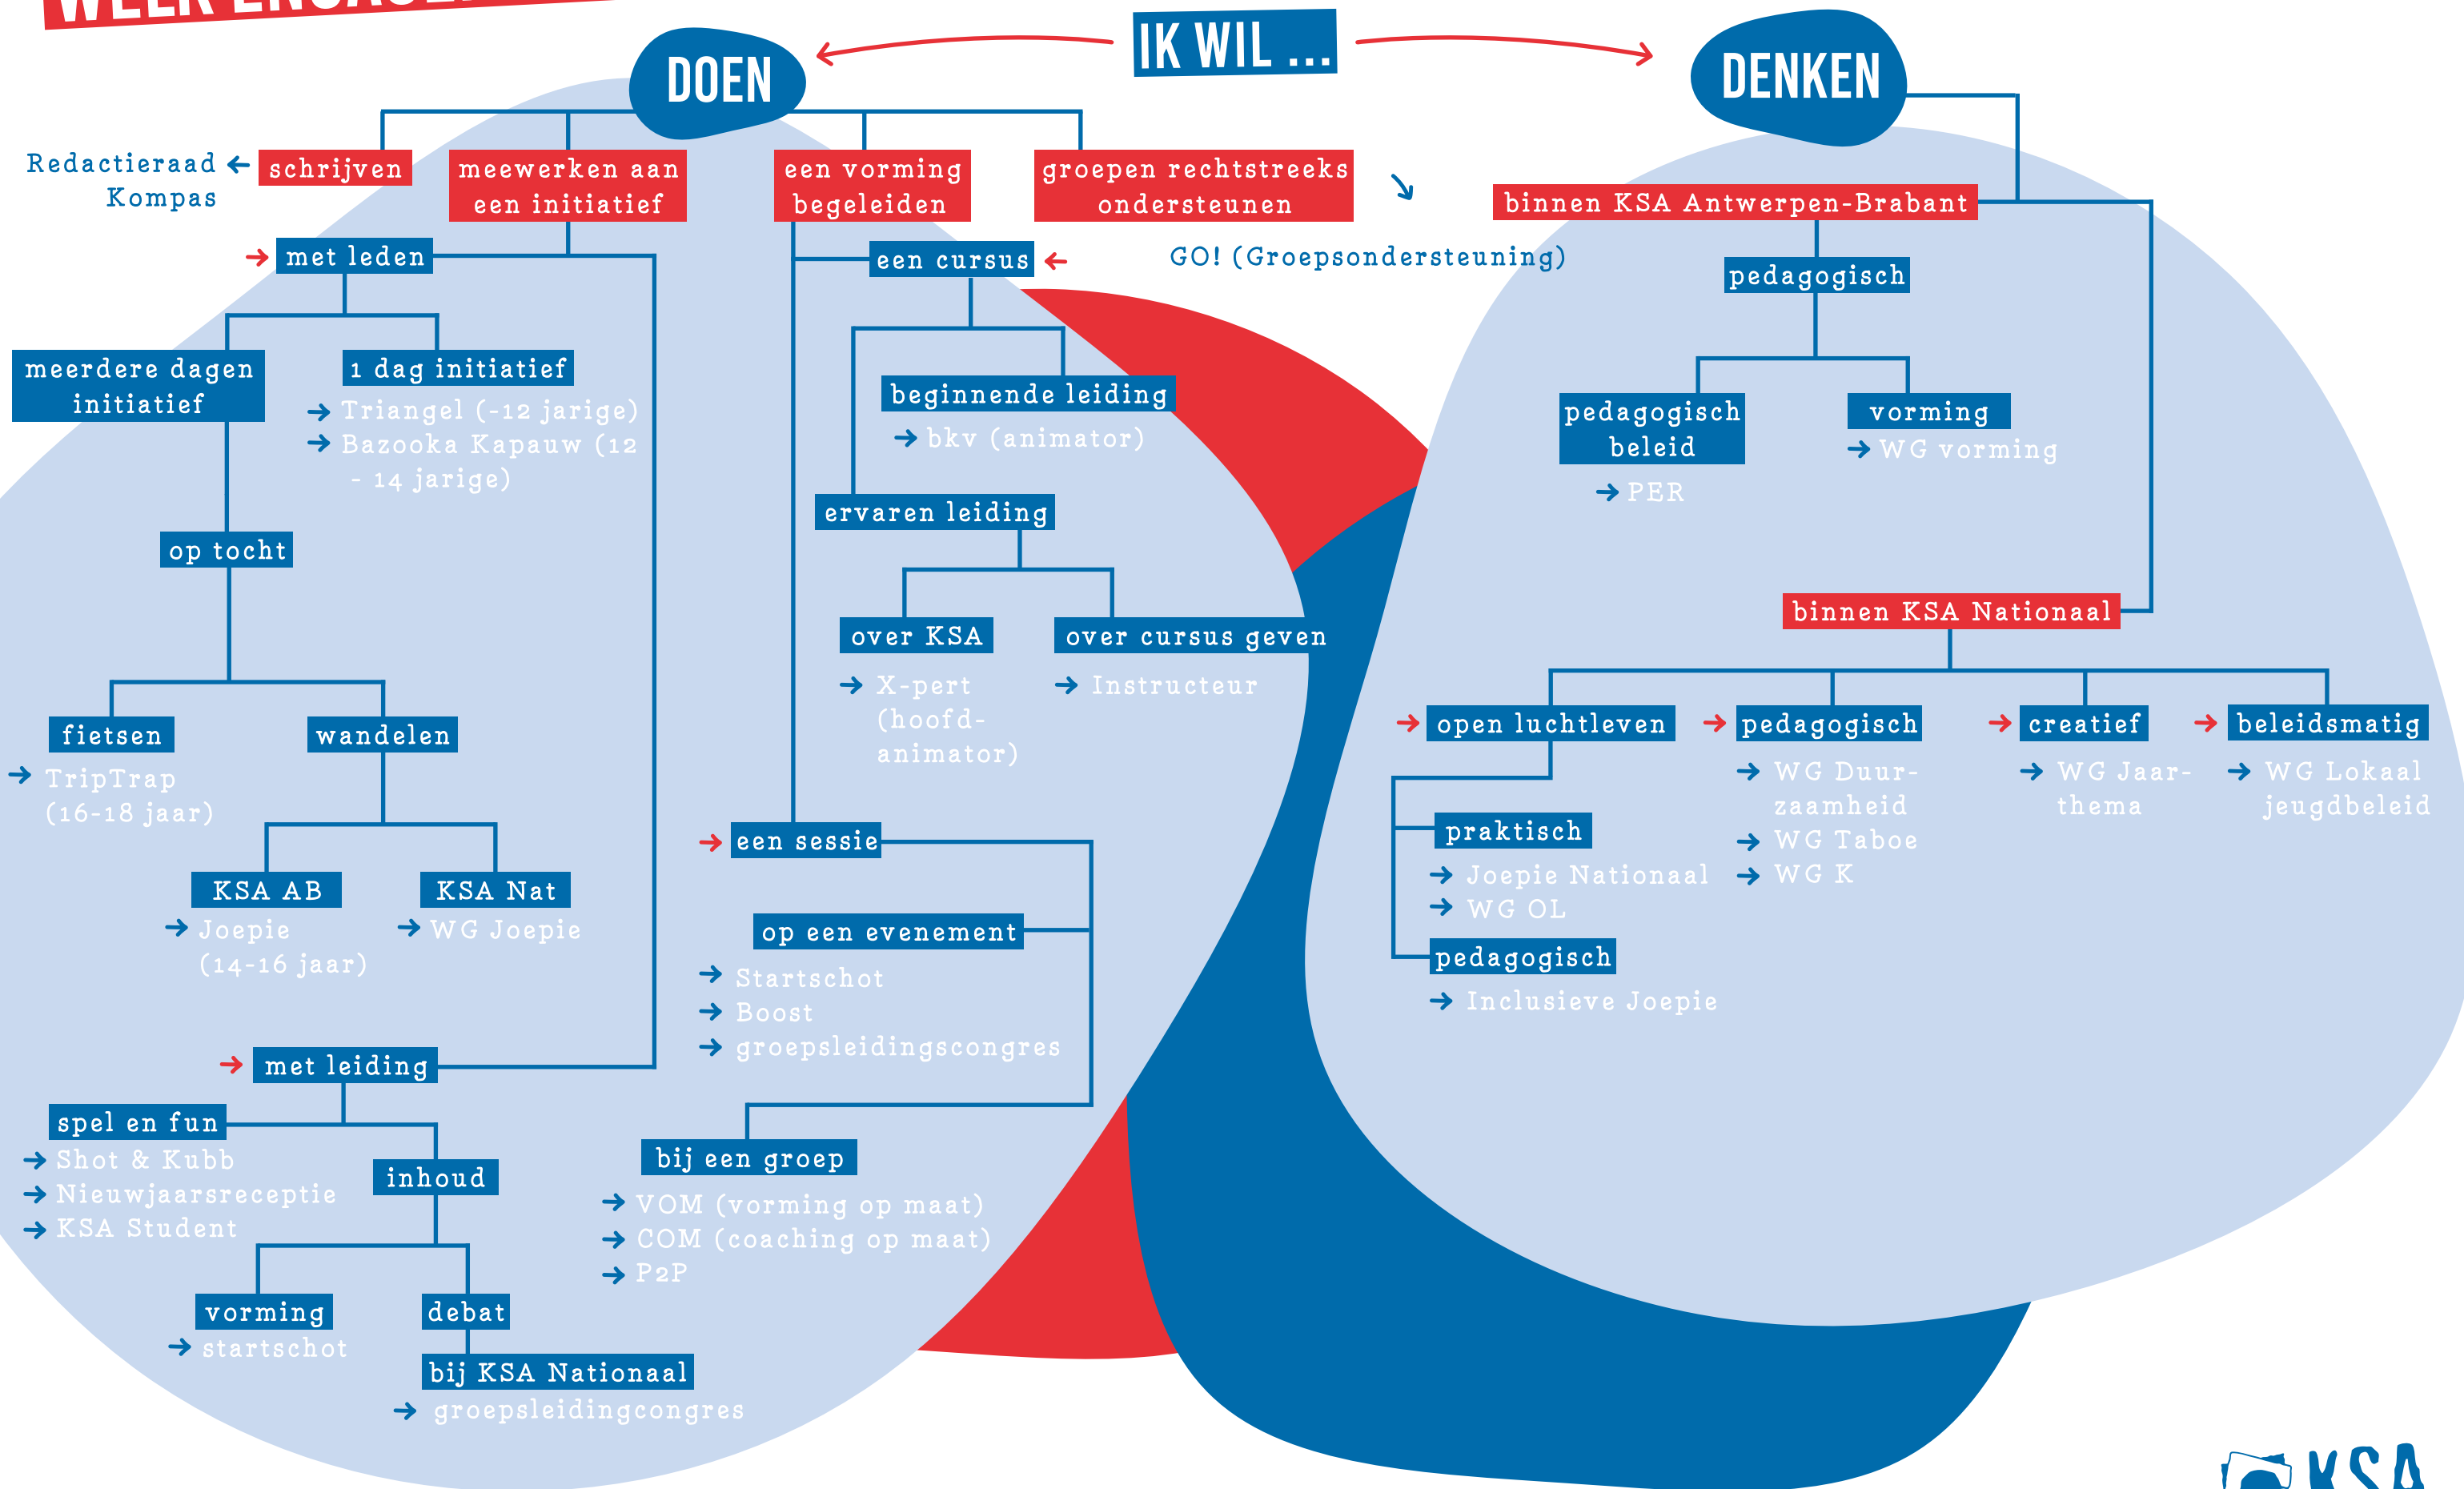 IK WIL ...
DOEN
DENKEN
Redactieraad
Kompas
schrijven
meewerken aan
een initiatief
een vorming
begeleiden
groepen rechtstreeks
ondersteunen
GO! (Groepsondersteuning)
met leden
meerdere dagen
initiatief
1 dag initiatief
Triangel (-12 jarige)
Bazooka Kapauw (12
- 14 jarige)
op tocht
fietsen
TripTrap
(16-18 jaar)
wandelen
KSA AB
Joepie
(14-16 jaar)
KSA Nat
WG Joepie
met leiding
spel en fun
Shot & Kubb
Nieuwjaarsreceptie
KSA Student
inhoud
vorming
startschot
debat
bij KSA Nationaal
groepsleidingcongres
een cursus
beginnende leiding
bkv (animator)
ervaren leiding
over KSA
X-pert
(hoofd-
animator)
over cursus geven
Instructeur
een sessie
op een evenement
Startschot
Boost
groepsleidingscongres
bij een groep
VOM (vorming op maat)
COM (coaching op maat)
P2P
binnen KSA Antwerpen-Brabant
pedagogisch
pedagogisch
beleid
PER
vorming
WG vorming
binnen KSA Nationaal
open luchtleven
praktisch
Joepie Nationaal
WG OL
pedagogisch
Inclusieve Joepie
pedagogisch
WG Duur-
zaamheid
WG Taboe
WG K
creatief
WG Jaar-
thema
beleidsmatig
WG Lokaal
jeugdbeleid
KSA